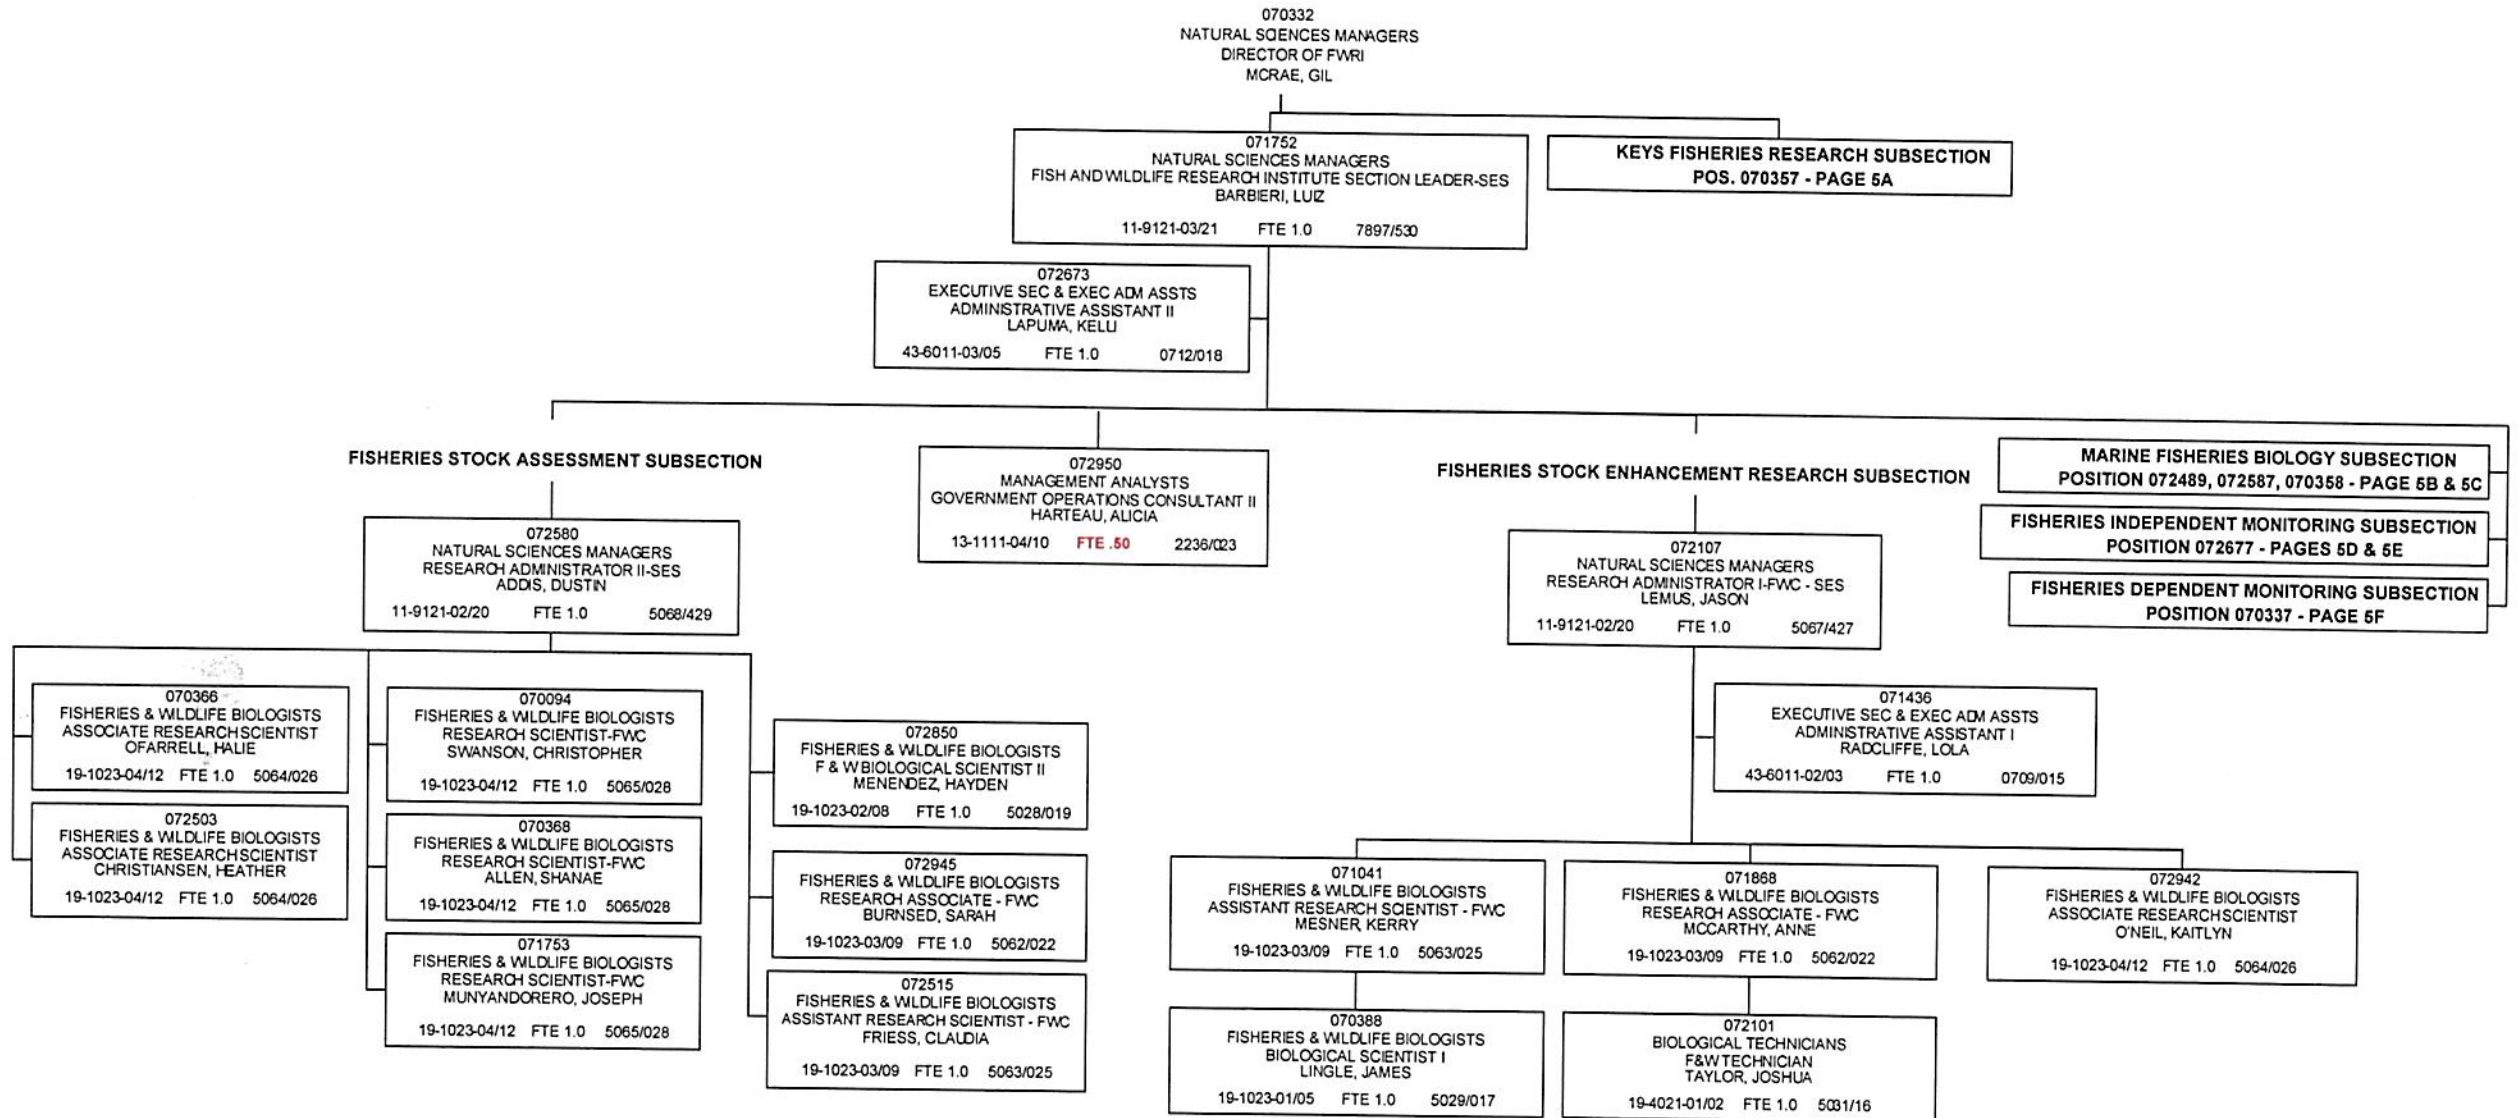 070332
NATURAL SCIENCES MANAGERS
DIRECTOR OF FWRI
MCRAE, GIL
071752
NATURAL SCIENCES MANAGERS
FISH AND WILDLIFE RESEARCH INSTITUTE SECTION LEADER-SES
BARBIERI, LUIZ
11-9121-03/21 FTE 1.0 7897/530
KEYS FISHERIES RESEARCH SUBSECTION
POS. 070357 - PAGE 5A
072673
EXECUTIVE SEC & EXEC ADM ASSTS
ADMINISTRATIVE ASSISTANT II
LAPUMA, KELLI
43-6011-03/05 FTE 1.0 0712/018
FISHERIES STOCK ASSESSMENT SUBSECTION
072580
NATURAL SCIENCES MANAGERS
RESEARCH ADMINISTRATOR II-SES
ADDIS, DUSTIN
11-9121-02/20 FTE 1.0 5068/429
072950
MANAGEMENT ANALYSTS
GOVERNMENT OPERATIONS CONSULTANT II
HARTEAU, ALICIA
13-1111-04/10 FTE .50 2236/023
FISHERIES STOCK ENHANCEMENT RESEARCH SUBSECTION
072107
NATURAL SCIENCES MANAGERS
RESEARCH ADMINISTRATOR I-FWC - SES
LEMUS, JASON
11-9121-02/20 FTE 1.0 5067/427
MARINE FISHERIES BIOLOGY SUBSECTION
POSITION 072489, 072587, 070358 - PAGE 5B & 5C
FISHERIES INDEPENDENT MONITORING SUBSECTION
POSITION 072677 - PAGES 5D & 5E
FISHERIES DEPENDENT MONITORING SUBSECTION
POSITION 070337 - PAGE 5F
070366
FISHERIES & WILDLIFE BIOLOGISTS
ASSOCIATE RESEARCH SCIENTIST
OFARRELL, HALIE
19-1023-04/12 FTE 1.0 5064/026
072503
FISHERIES & WILDLIFE BIOLOGISTS
ASSOCIATE RESEARCH SCIENTIST
CHRISTIANSEN, HEATHER
19-1023-04/12 FTE 1.0 5064/026
070094
FISHERIES & WILDLIFE BIOLOGISTS
RESEARCH SCIENTIST-FWC
SWANSON, CHRISTOPHER
19-1023-04/12 FTE 1.0 5065/028
070368
FISHERIES & WILDLIFE BIOLOGISTS
RESEARCH SCIENTIST-FWC
ALLEN, SHANAE
19-1023-04/12 FTE 1.0 5065/028
071753
FISHERIES & WILDLIFE BIOLOGISTS
RESEARCH SCIENTIST-FWC
MUNYANDORERO, JOSEPH
19-1023-04/12 FTE 1.0 5065/028
072850
FISHERIES & WILDLIFE BIOLOGISTS
F & W BIOLOGICAL SCIENTIST II
MENENDEZ, HAYDEN
19-1023-02/08 FTE 1.0 5028/019
072945
FISHERIES & WILDLIFE BIOLOGISTS
RESEARCH ASSOCIATE - FWC
BURNSED, SARAH
19-1023-03/09 FTE 1.0 5062/022
072515
FISHERIES & WILDLIFE BIOLOGISTS
ASSISTANT RESEARCH SCIENTIST - FWC
FRIESS, CLAUDIA
19-1023-03/09 FTE 1.0 5063/025
071436
EXECUTIVE SEC & EXEC ADM ASSTS
ADMINISTRATIVE ASSISTANT I
RADCLIFFE, LOLA
43-6011-02/03 FTE 1.0 0709/015
071041
FISHERIES & WILDLIFE BIOLOGISTS
ASSISTANT RESEARCH SCIENTIST - FWC
MESNER, KERRY
19-1023-03/09 FTE 1.0 5063/025
071868
FISHERIES & WILDLIFE BIOLOGISTS
RESEARCH ASSOCIATE - FWC
MCCARTHY, ANNE
19-1023-03/09 FTE 1.0 5062/022
072942
FISHERIES & WILDLIFE BIOLOGISTS
ASSOCIATE RESEARCH SCIENTIST
O'NEIL, KAITLYN
19-1023-04/12 FTE 1.0 5064/026
070388
FISHERIES & WILDLIFE BIOLOGISTS
BIOLOGICAL SCIENTIST I
LINGLE, JAMES
19-1023-01/05 FTE 1.0 5029/017
072101
BIOLOGICAL TECHNICIANS
F&W TECHNICIAN
TAYLOR, JOSHUA
19-4021-01/02 FTE 1.0 5031/16